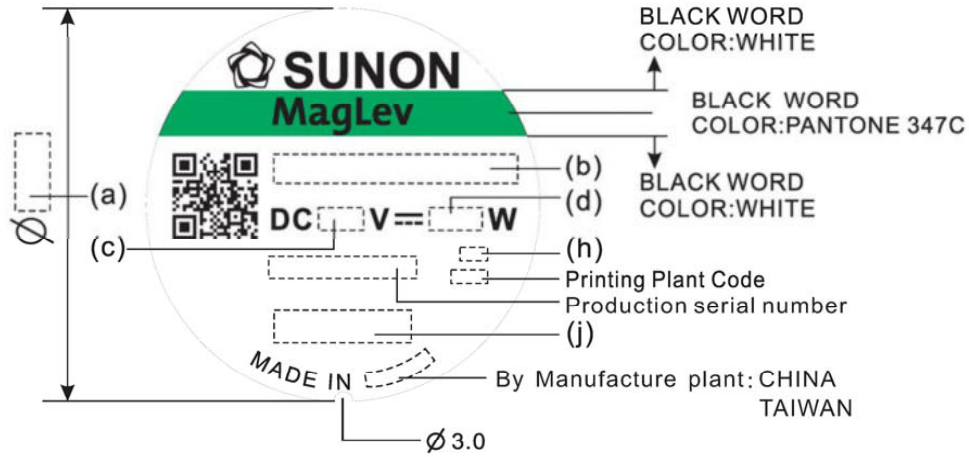 BLACK WORD
COLOR:WHITE
SUNON
MagLev
BLACK WORD
COLOR:PANTONE 347C
(a)
(b)
BLACK WORD
COLOR:WHITE
DC V⎓ W
(d)
(c)
(h)
Printing Plant Code
Production serial number
(j)
MADE IN
By Manufacture plant: CHINA
TAIWAN
Ø
Ø 3.0